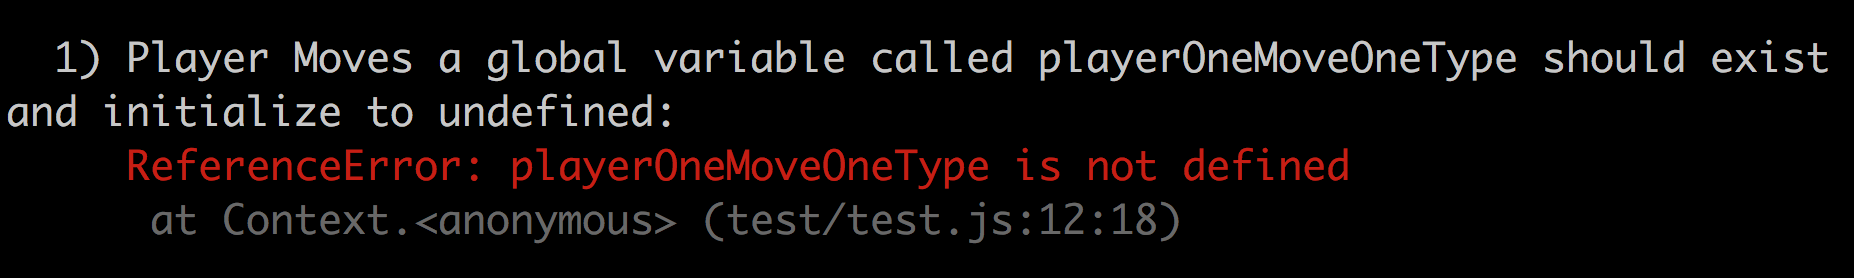 1) Player Moves a global variable called playerOneMoveOneType should exist
and initialize to undefined:
ReferenceError: playerOneMoveOneType is not defined
at Context.<anonymous> (test/test.js:12:18)